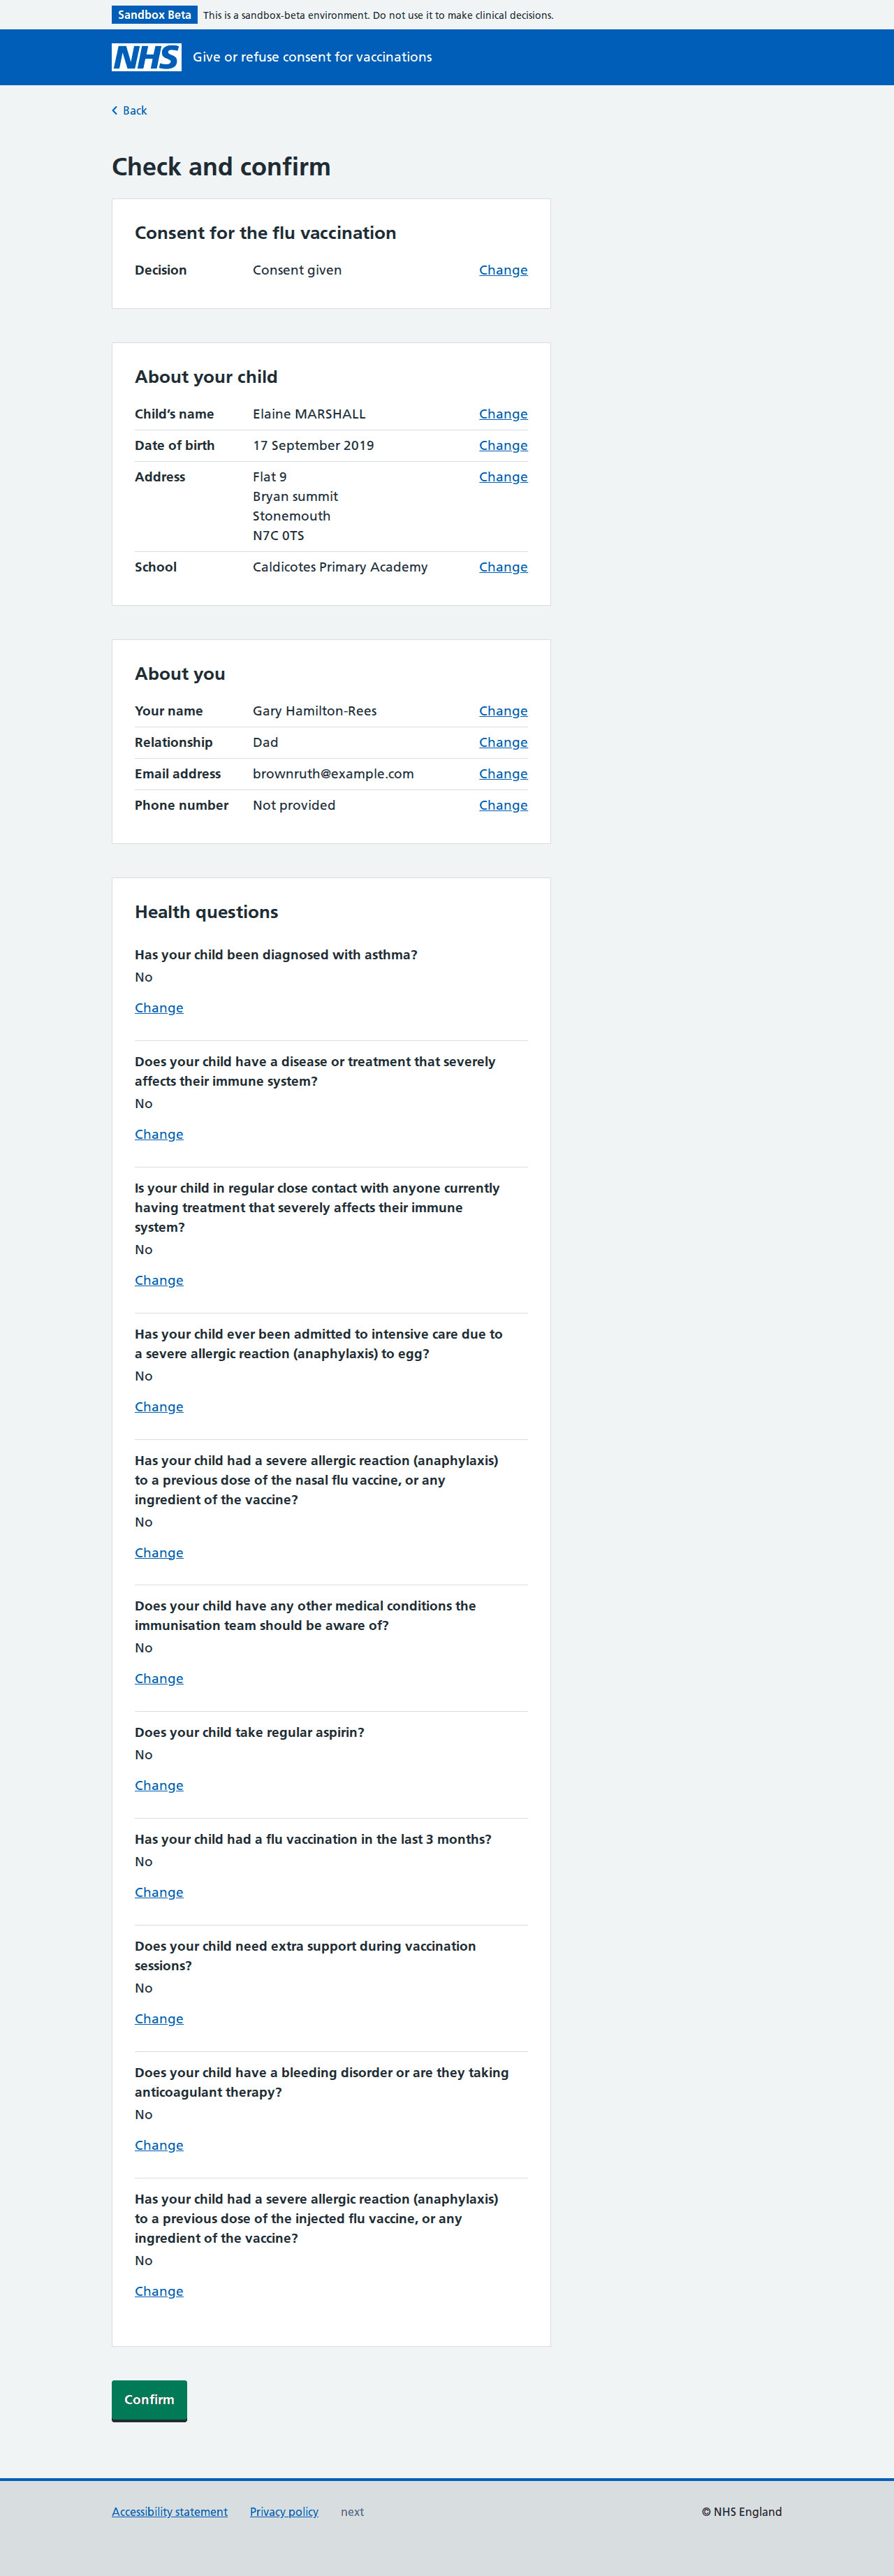 Sandbox Beta This is a sandbox-beta environment. Do not use it to make clinical decisions.
NHS Give or refuse consent for vaccinations
Back
Check and confirm
Consent for the flu vaccination
Decision Consent given Change
About your child
Child’s name Elaine MARSHALL Change
Date of birth 17 September 2019 Change
Address Flat 9 Change
Bryan summit
Stonemouth
N7C 0TS
School Caldicotes Primary Academy Change
About you
Your name Gary Hamilton-Rees Change
Relationship Dad Change
Email address brownruth@example.com Change
Phone number Not provided Change
Health questions
Has your child been diagnosed with asthma?
No
Change
Does your child have a disease or treatment that severely
affects their immune system?
No
Change
Is your child in regular close contact with anyone currently
having treatment that severely affects their immune
system?
No
Change
Has your child ever been admitted to intensive care due to
a severe allergic reaction (anaphylaxis) to egg?
No
Change
Has your child had a severe allergic reaction (anaphylaxis)
to a previous dose of the nasal flu vaccine, or any
ingredient of the vaccine?
No
Change
Does your child have any other medical conditions the
immunisation team should be aware of?
No
Change
Does your child take regular aspirin?
No
Change
Has your child had a flu vaccination in the last 3 months?
No
Change
Does your child need extra support during vaccination
sessions?
No
Change
Does your child have a bleeding disorder or are they taking
anticoagulant therapy?
No
Change
Has your child had a severe allergic reaction (anaphylaxis)
to a previous dose of the injected flu vaccine, or any
ingredient of the vaccine?
No
Change
Confirm
Accessibility statement Privacy policy next © NHS England